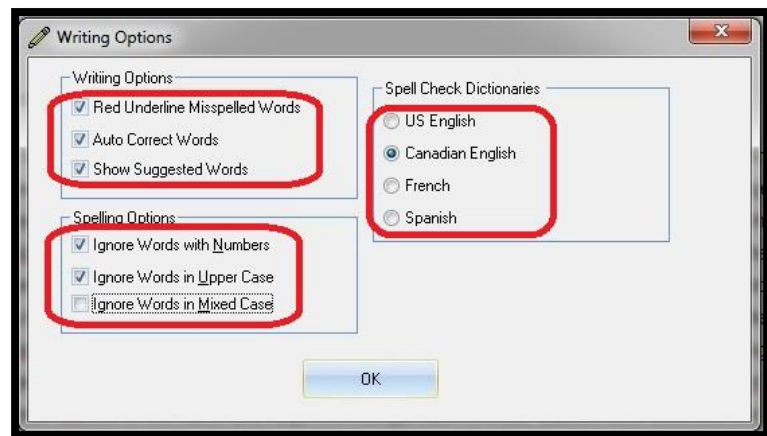 Writing Options
Writiing Options
Red Underline Misspelled Words
Auto Correct Words
Show Suggested Words
Spelling Options
Ignore Words with Numbers
Ignore Words in Upper Case
Ignore Words in Mixed Case
Spell Check Dictionaries
US English
Canadian English
French
Spanish
OK